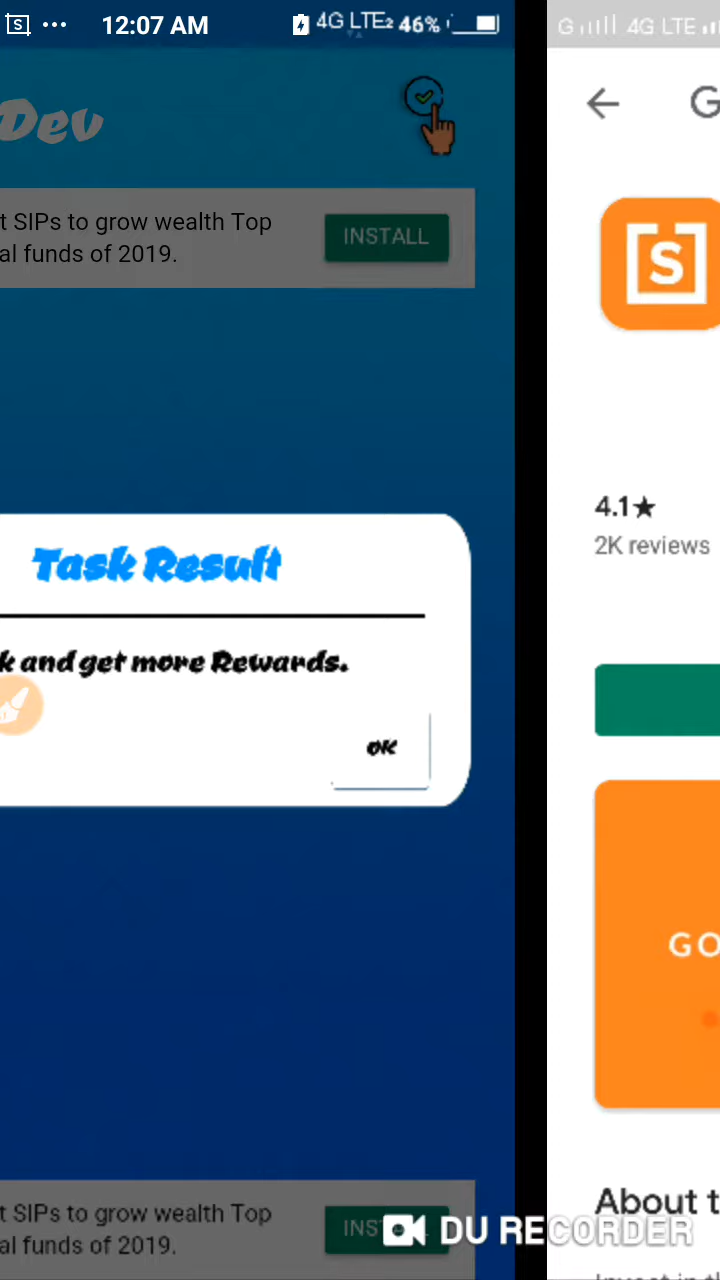 12:07 AM 4G LTE2 46%
G 4G LTE
Dev
t SIPs to grow wealth Top
al funds of 2019.
INSTALL
Task Result
k and get more Rewards.
OK
t SIPs to grow wealth Top
al funds of 2019.
S
4.1★
2K reviews
GO
About t
DU RECORDER